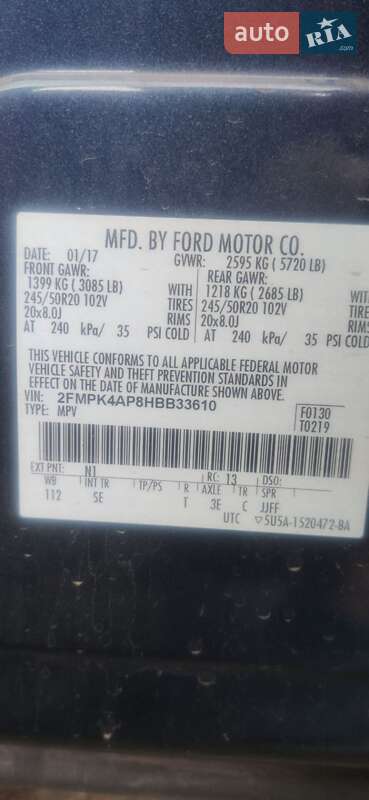 auto RIA
MFD. BY FORD MOTOR CO.
DATE: 01/17 GVWR: 2595 KG ( 5720 LB)
FRONT GAWR: REAR GAWR:
1399 KG ( 3085 LB) WITH 1218 KG ( 2685 LB) WITH
245/50R20 102V TIRES 245/50R20 102V TIRES
20x8.0J RIMS 20x8.0J RIMS
AT 240 kPa/ 35 PSI COLD AT 240 kPa/ 35 PSI COLD
THIS VEHICLE CONFORMS TO ALL APPLICABLE FEDERAL MOTOR
VEHICLE SAFETY AND THEFT PREVENTION STANDARDS IN
EFFECT ON THE DATE OF MANUFACTURE SHOWN ABOVE.
VIN: 2FMPK4AP8HBB33610
TYPE: MPV F0130
T0219
EXT PNT: N1 RC: 13 DSO:
WB INT TR TP/PS R AXLE TR SPR
112 SE T 3E C JJFF
UTC ▽5U5A-1520472-BA